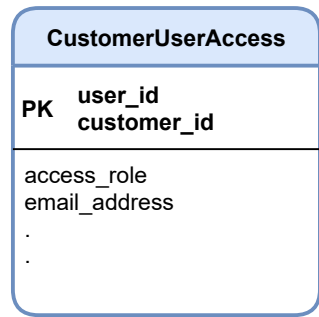 CustomerUserAccess
PK user_id
customer_id
access_role
email_address
.
.